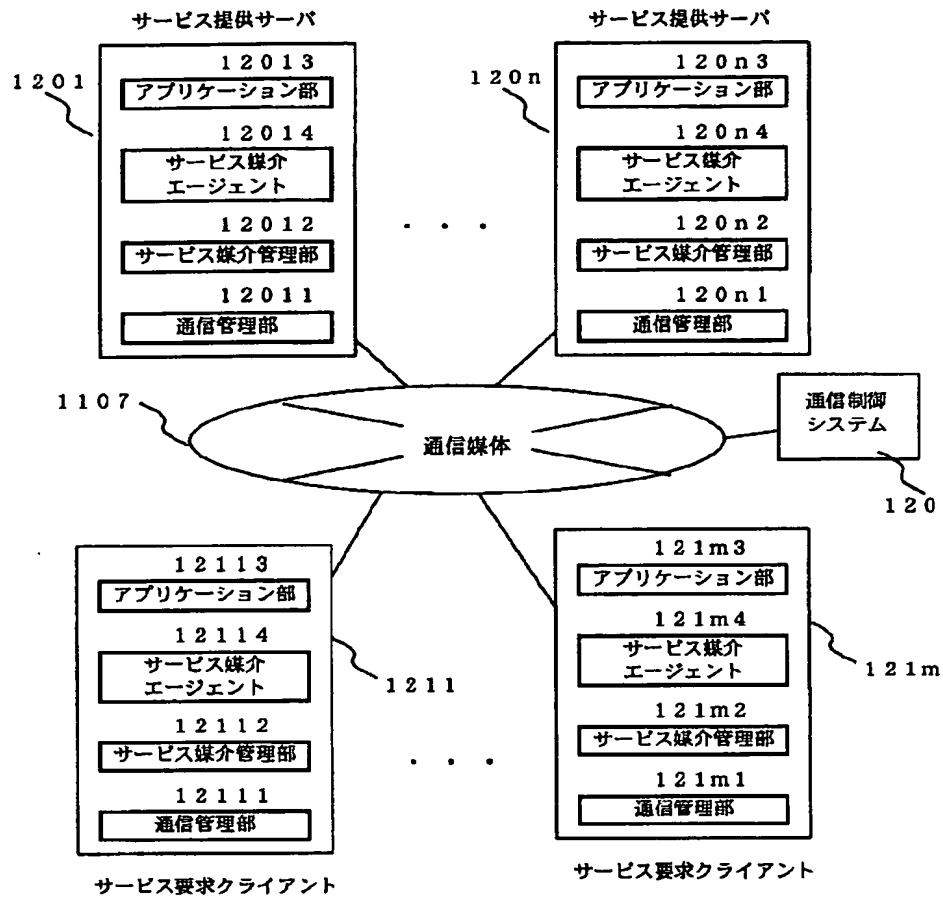 サービス提供サーバ
サービス提供サーバ
1201
12013
アプリケーション部
12014
サービス媒介
エージェント
12012
サービス媒介管理部
12011
通信管理部
・・・
120n
120n3
アプリケーション部
120n4
サービス媒介
エージェント
120n2
サービス媒介管理部
120n1
通信管理部
1107
通信媒体
通信制御
システム
120
12113
アプリケーション部
12114
サービス媒介
エージェント
1211
12112
サービス媒介管理部
12111
通信管理部
サービス要求クライアント
・・・
121m3
アプリケーション部
121m4
サービス媒介
エージェント
121m
121m2
サービス媒介管理部
121m1
通信管理部
サービス要求クライアント